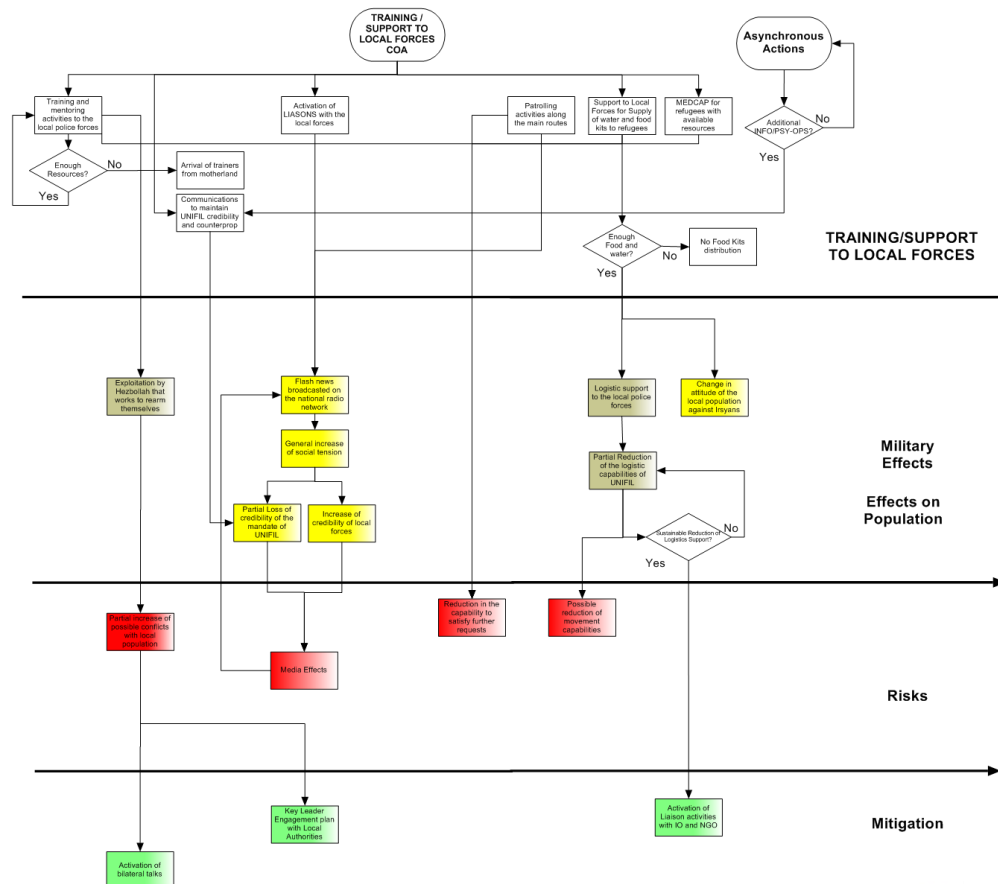 TRAINING /
SUPPORT TO
LOCAL FORCES
COA
Asynchronous
Actions
Training and
mentoring
activities to the
local police forces
Activation of
LIASONS with the
local forces
Patrolling
activities along
the main routes
Support to Local
Forces for Supply
of water and food
kits to refugees
MEDCAP for
refugees with
available
resources
Additional
INFO/PSY-OPS?
No
Yes
Enough
Resources?
No
Yes
Arrival of trainers
from motherland
Communications
to maintain
UNIFIL credibility
and counterprop
Enough
Food and
water?
No
Yes
No Food Kits
distribution
TRAINING/SUPPORT
TO LOCAL FORCES
Exploitation by
Hezbollah that
works to rearm
themselves
Flash news
broadcasted on
the national radio
network
Logistic support
to the local police
forces
Change in
attitude of the
local population
against Irsyans
General increase
of social tension
Partial Reduction
of the logistic
capabilities of
UNIFIL
Military
Effects
Partial Loss of
credibility of the
mandate of
UNIFIL
Increase of
credibility of local
forces
Sustainable Reduction of
Logistics Support?
No
Yes
Effects on
Population
Partial increase of
possible conflicts
with local
population
Reduction in the
capability to
satisfy further
requests
Possible
reduction of
movement
capabilities
Media Effects
Risks
Key Leader
Engagement plan
with Local
Authorities
Activation of
Liaison activities
with IO and NGO
Mitigation
Activation of
bilateral talks